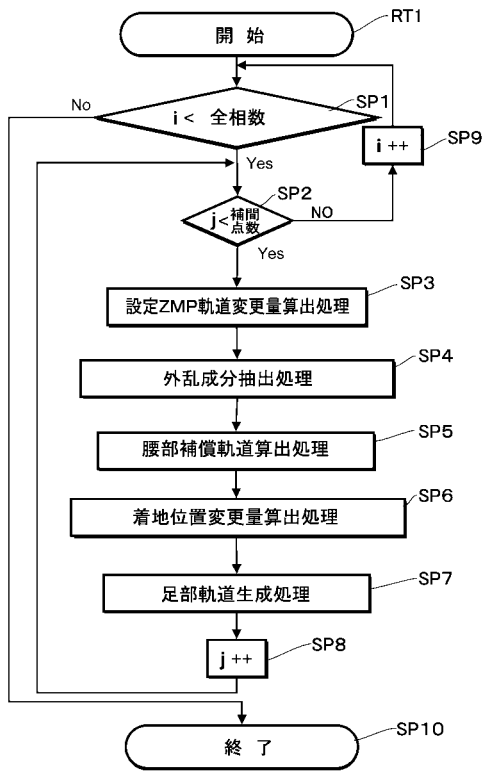 開 始
RT1
No
i < 全相数
SP1
i ++
SP9
Yes
SP2
j<補間
点数
NO
Yes
設定ZMP軌道変更量算出処理
SP3
外乱成分抽出処理
SP4
腰部補償軌道算出処理
SP5
着地位置変更量算出処理
SP6
足部軌道生成処理
SP7
j ++
SP8
終 了
SP10